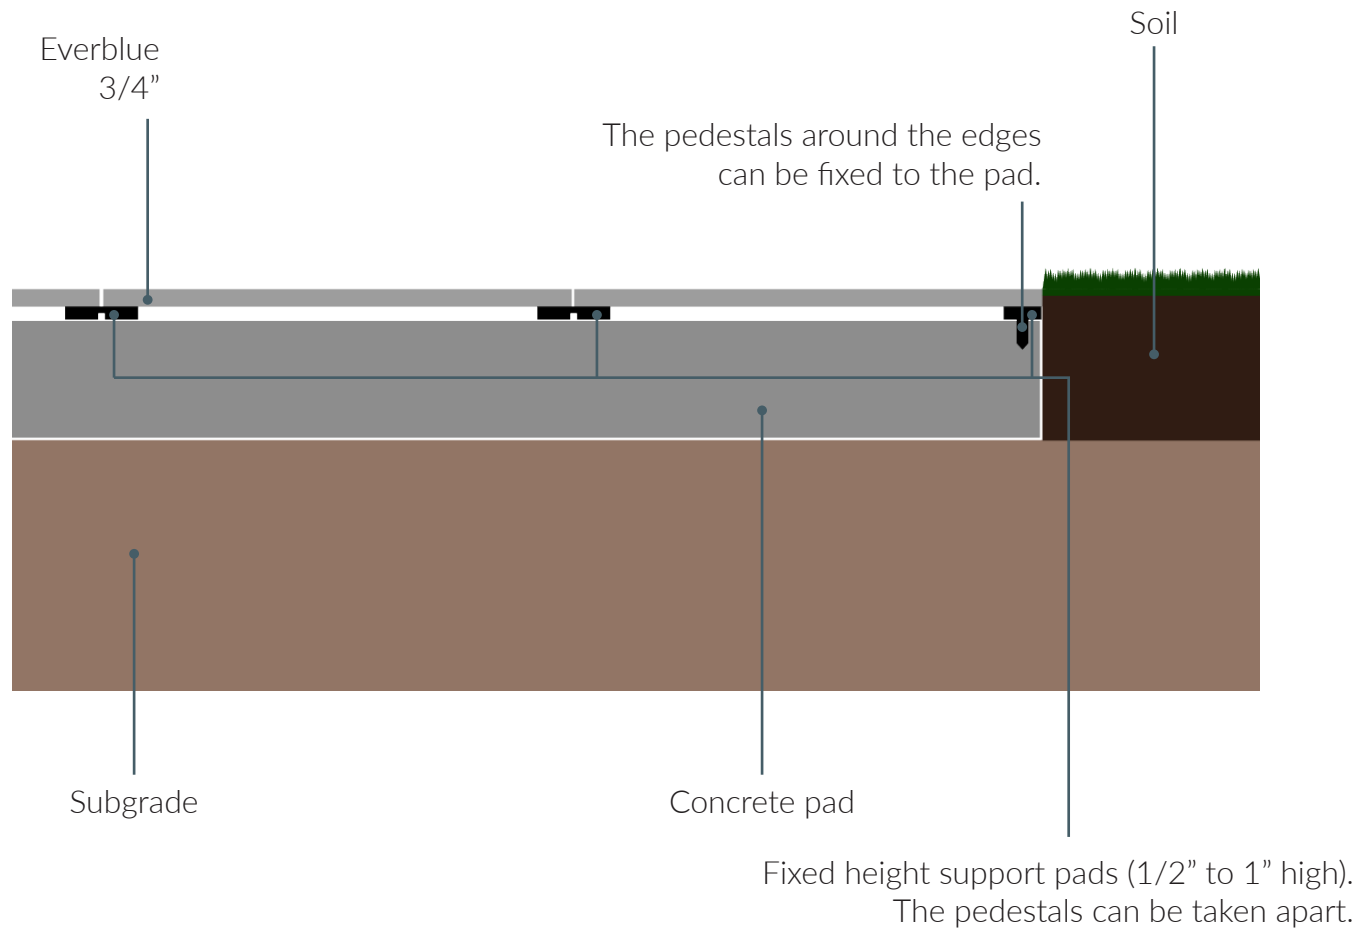 Everblue
3/4”
Soil
The pedestals around the edges
can be fixed to the pad.
Subgrade
Concrete pad
Fixed height support pads (1/2” to 1” high).
The pedestals can be taken apart.